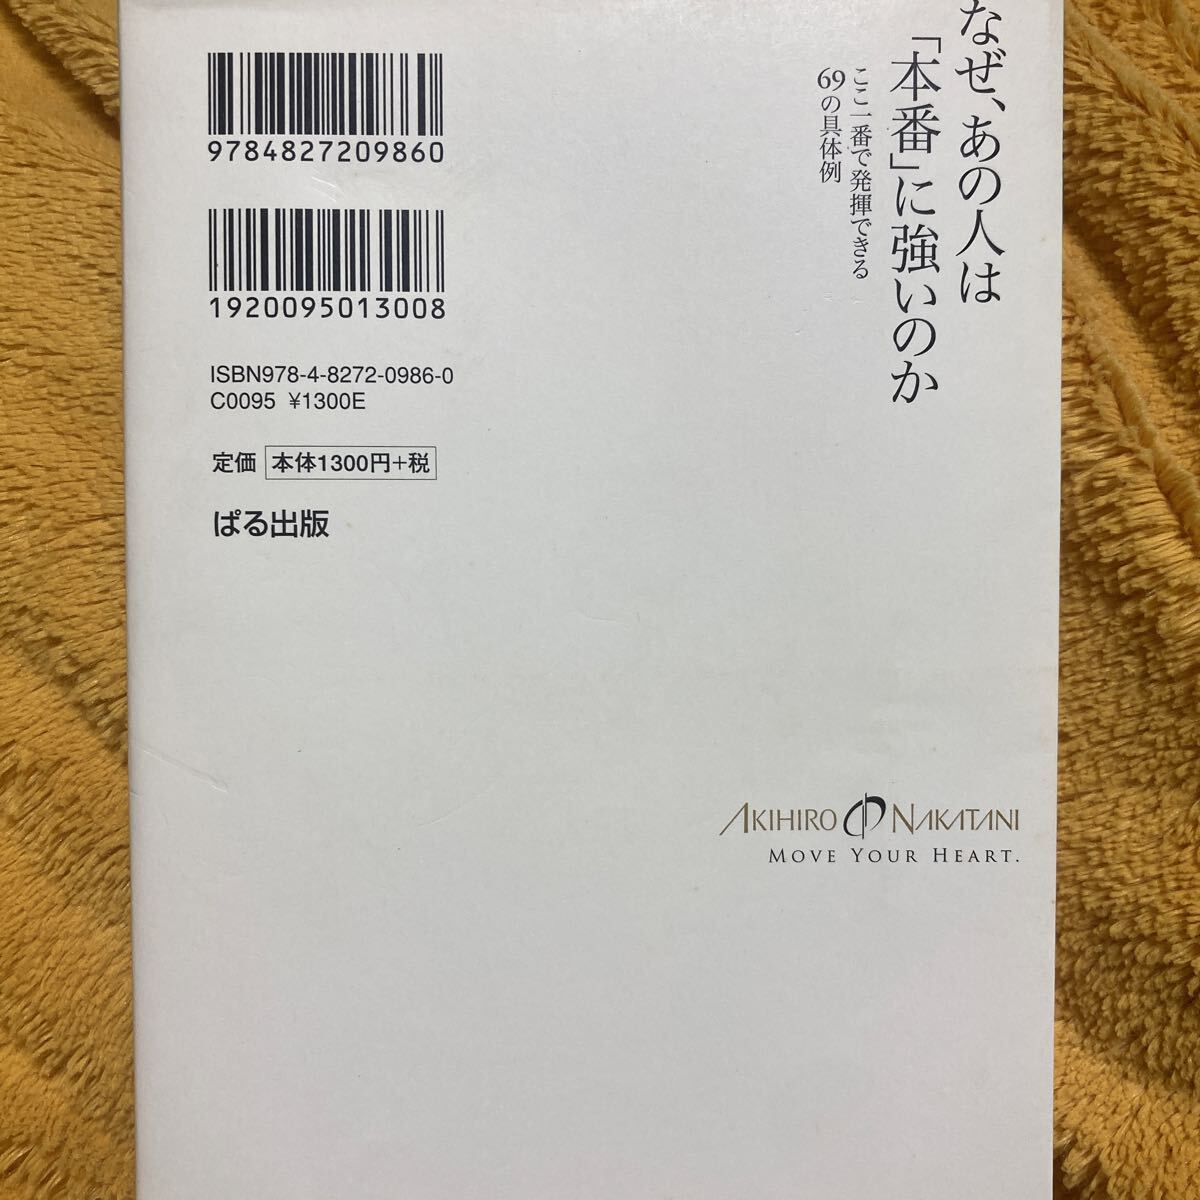 なぜ、あの人は
「本番」に強いのか
ここ一番で発揮できる
69の具体例
9784827209860
1920095013008
ISBN978-4-8272-0986-0
C0095 ¥1300E
定価 本体1300円+税
ぱる出版
AKIHIRO NAKATANI
MOVE YOUR HEART.